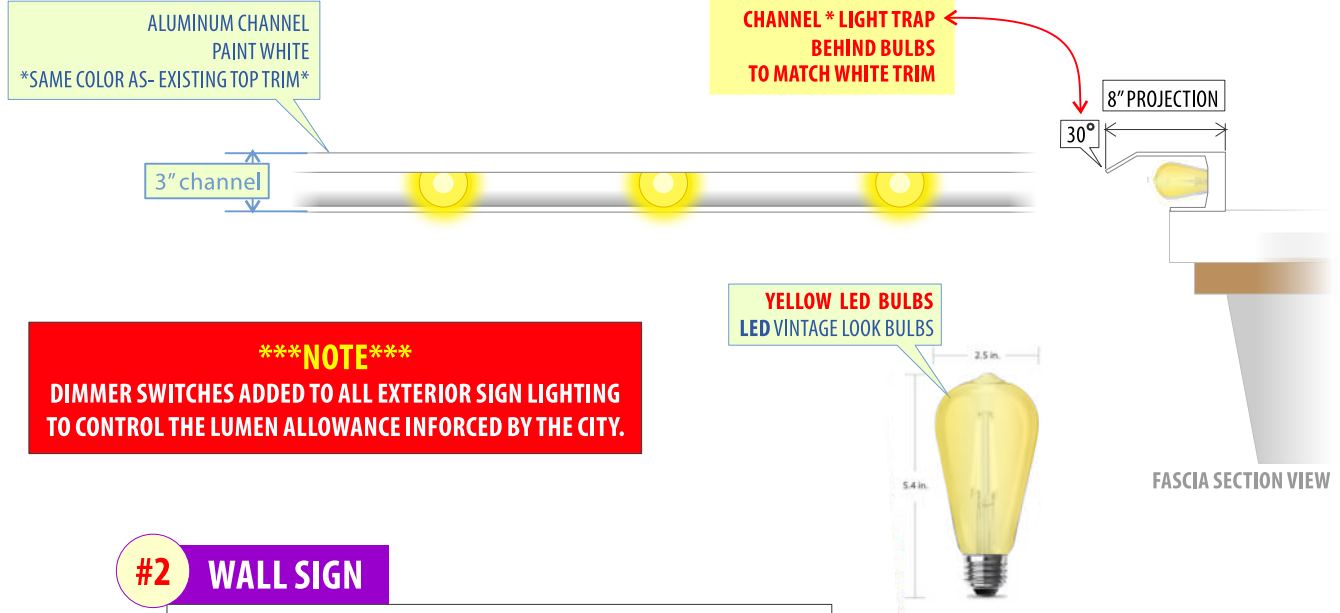 ALUMINUM CHANNEL
PAINT WHITE
*SAME COLOR AS- EXISTING TOP TRIM*
CHANNEL * LIGHT TRAP
BEHIND BULBS
TO MATCH WHITE TRIM
8" PROJECTION
30°
3" channel
YELLOW LED BULBS
LED VINTAGE LOOK BULBS
2.5 in.
5.4 in.
***NOTE***
DIMMER SWITCHES ADDED TO ALL EXTERIOR SIGN LIGHTING
TO CONTROL THE LUMEN ALLOWANCE INFORCED BY THE CITY.
FASCIA SECTION VIEW
#2 WALL SIGN